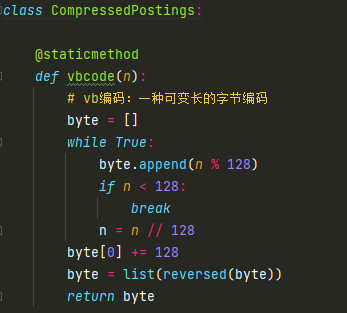 class CompressedPostings:
@staticmethod
def vbcode(n):
# vb编码：一种可变长的字节编码
byte = []
while True:
byte.append(n % 128)
if n < 128:
break
n = n // 128
byte[0] += 128
byte = list(reversed(byte))
return byte